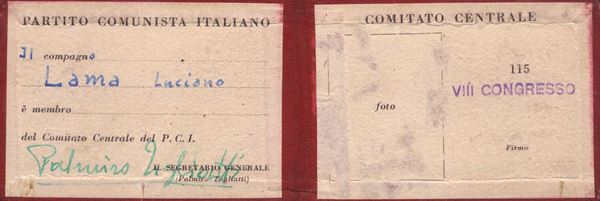 PARTITO COMUNISTA ITALIANO
Il compagno
Lama Luciano
è membro
del Comitato Centrale del P. C. I.
IL SEGRETARIO GENERALE
Palmiro Togliatti
(Palmiro Togliatti)
COMITATO CENTRALE
115
VIII CONGRESSO
foto
Firma